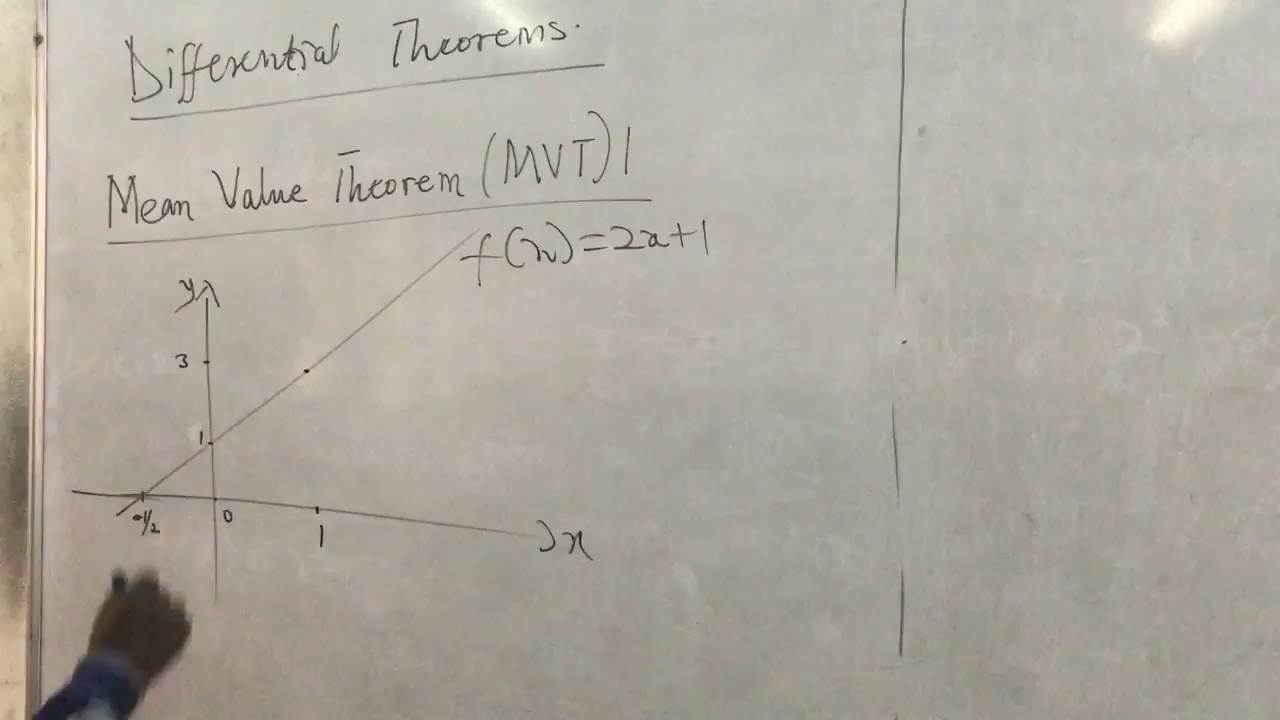 Differential Theorems.
Mean Value Theorem (MVT)
f(x)=2x+1
y
3
1
-1/2
0
1
x